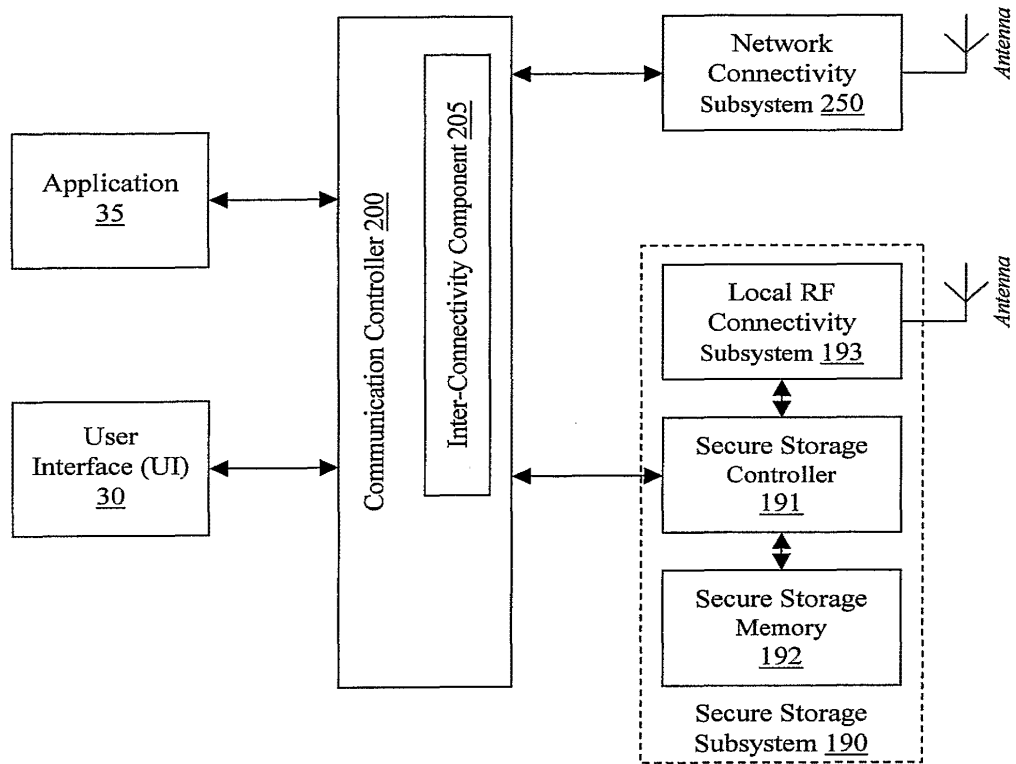 Application
35
User
Interface (UI)
30
Communication Controller 200
Inter-Connectivity Component 205
Network
Connectivity
Subsystem 250
Antenna
Local RF
Connectivity
Subsystem 193
Antenna
Secure Storage
Controller
191
Secure Storage
Memory
192
Secure Storage
Subsystem 190